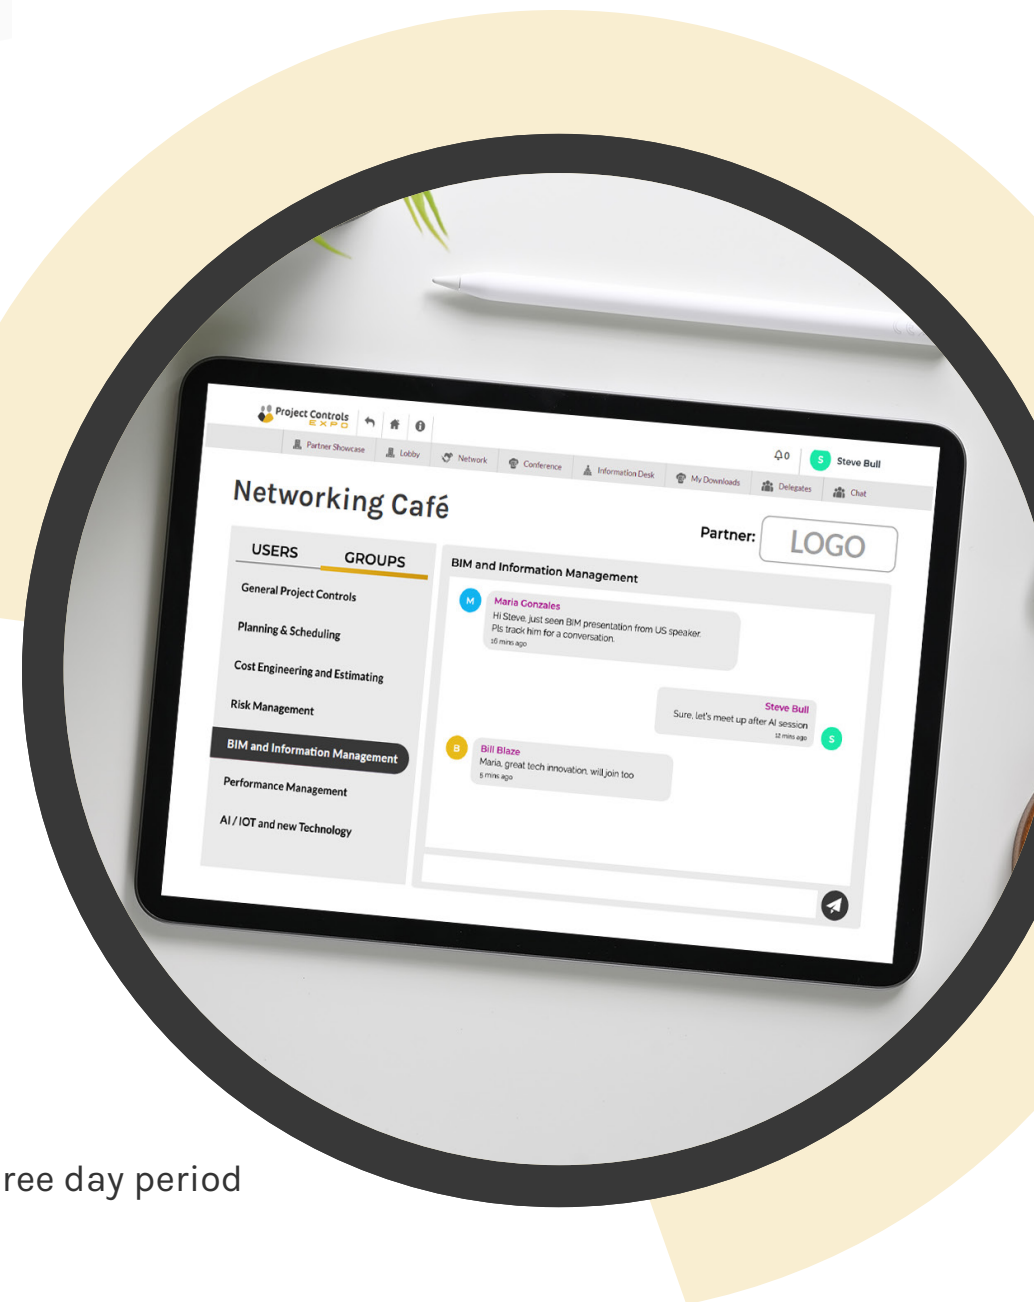 Project Controls
EXPO
0
S
Steve Bull
Partner Showcase
Lobby
Network
Conference
Information Desk
My Downloads
Delegates
Chat
Networking Café
Partner:
LOGO
USERS
GROUPS
General Project Controls
Planning & Scheduling
Cost Engineering and Estimating
Risk Management
BIM and Information Management
Performance Management
AI / IOT and new Technology
BIM and Information Management
M
Maria Gonzales
Hi Steve, just seen BIM presentation from US speaker.
Pls track him for a conversation.
16 mins ago
Steve Bull
Sure, let's meet up after AI session
12 mins ago
S
B
Bill Blaze
Maria, great tech innovation, will join too
5 mins ago
ree day period